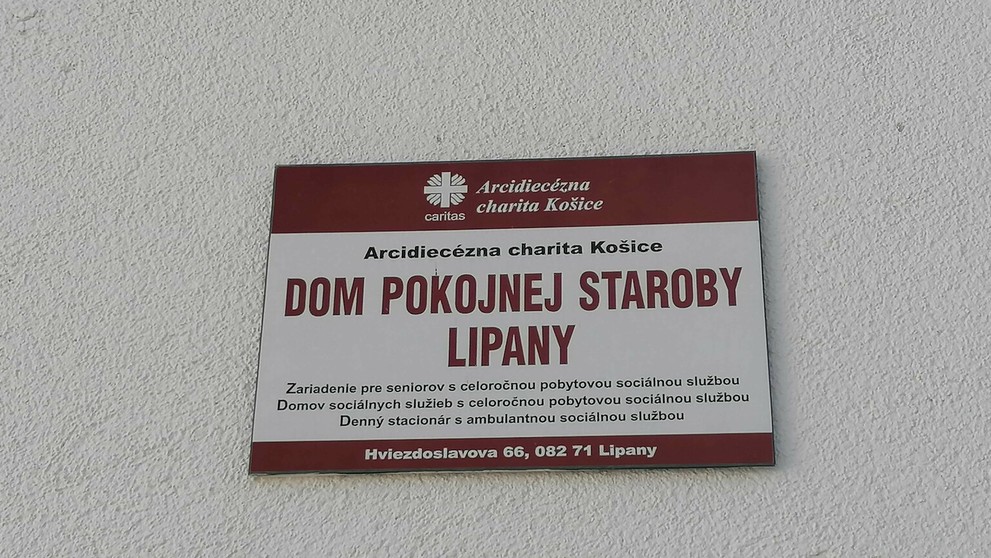 caritas
Arcidiecézna
charita Košice
Arcidiecézna charita Košice
DOM POKOJNEJ STAROBY
LIPANY
Zariadenie pre seniorov s celoročnou pobytovou sociálnou službou
Domov sociálnych služieb s celoročnou pobytovou sociálnou službou
Denný stacionár s ambulantnou sociálnou službou
Hviezdoslavova 66, 082 71 Lipany